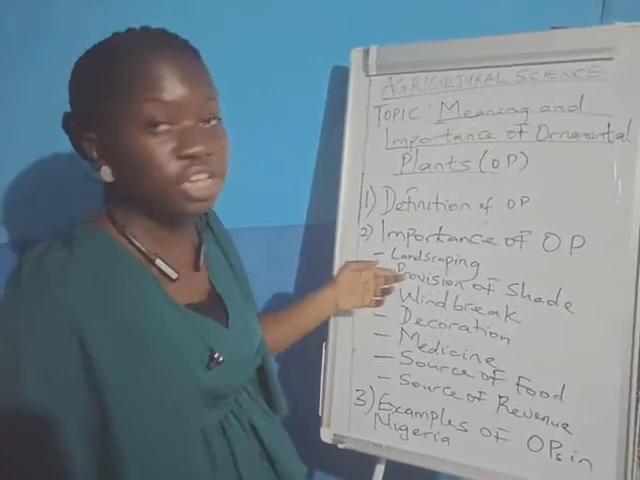 AGRICULTURAL SCIENCE
TOPIC: Meaning and
Importance of Ornamental
Plants (OP)
1) Definition of OP
2) Importance of OP
- Landscaping
Provision of Shade
- Windbreak
- Decoration
- Medicine
- Source of Food
- Source of Revenue
3) Examples of OPs in
Nigeria